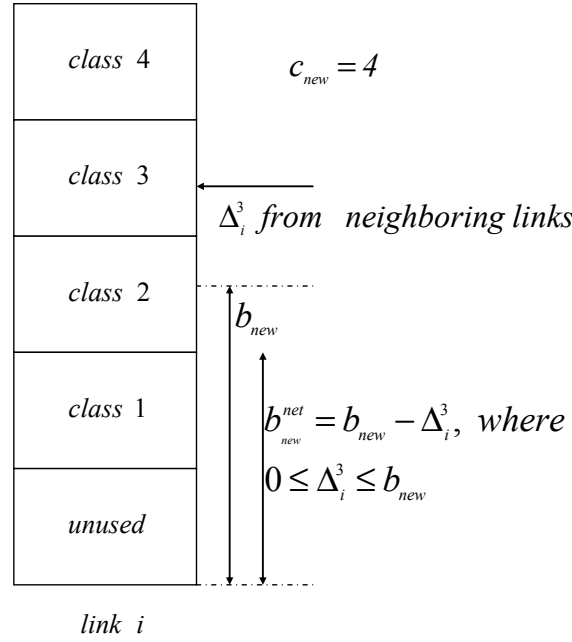 class 4
c_new = 4
class 3
Δ_i^3 from neighboring links
class 2
b_new
class 1
b_new^net = b_new − Δ_i^3, where
0 ≤ Δ_i^3 ≤ b_new
unused
link i